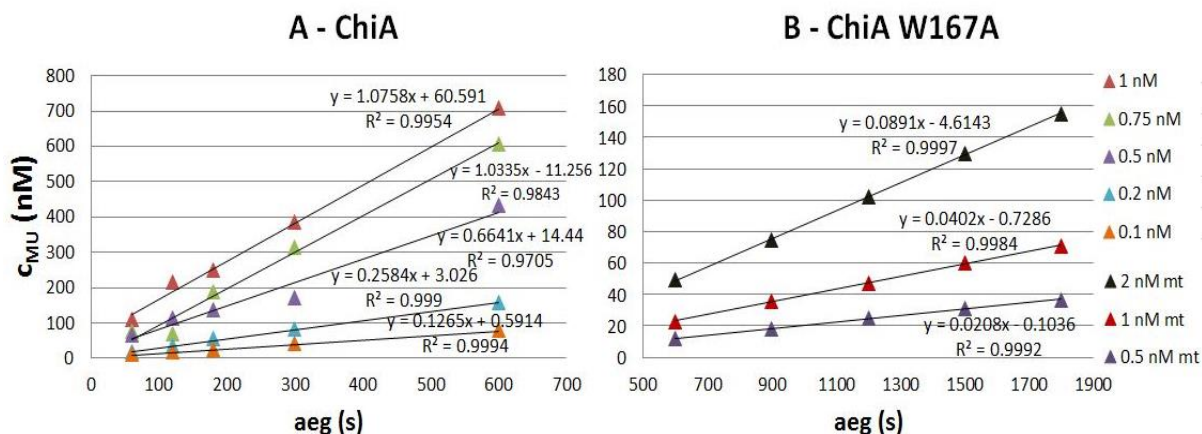 A - ChiA
800
700
600
500
400
300
200
100
0
0 100 200 300 400 500 600 700
c_MU (nM)
aeg (s)
y = 1.0758x + 60.591
R² = 0.9954
y = 1.0335x - 11.256
R² = 0.9843
y = 0.6641x + 14.44
R² = 0.9705
y = 0.2584x + 3.026
R² = 0.999
y = 0.1265x + 0.5914
R² = 0.9994
B - ChiA W167A
180
160
140
120
100
80
60
40
20
0
500 700 900 1100 1300 1500 1700 1900
aeg (s)
y = 0.0891x - 4.6143
R² = 0.9997
y = 0.0402x - 0.7286
R² = 0.9984
y = 0.0208x - 0.1036
R² = 0.9992
1 nM
0.75 nM
0.5 nM
0.2 nM
0.1 nM
2 nM mt
1 nM mt
0.5 nM mt